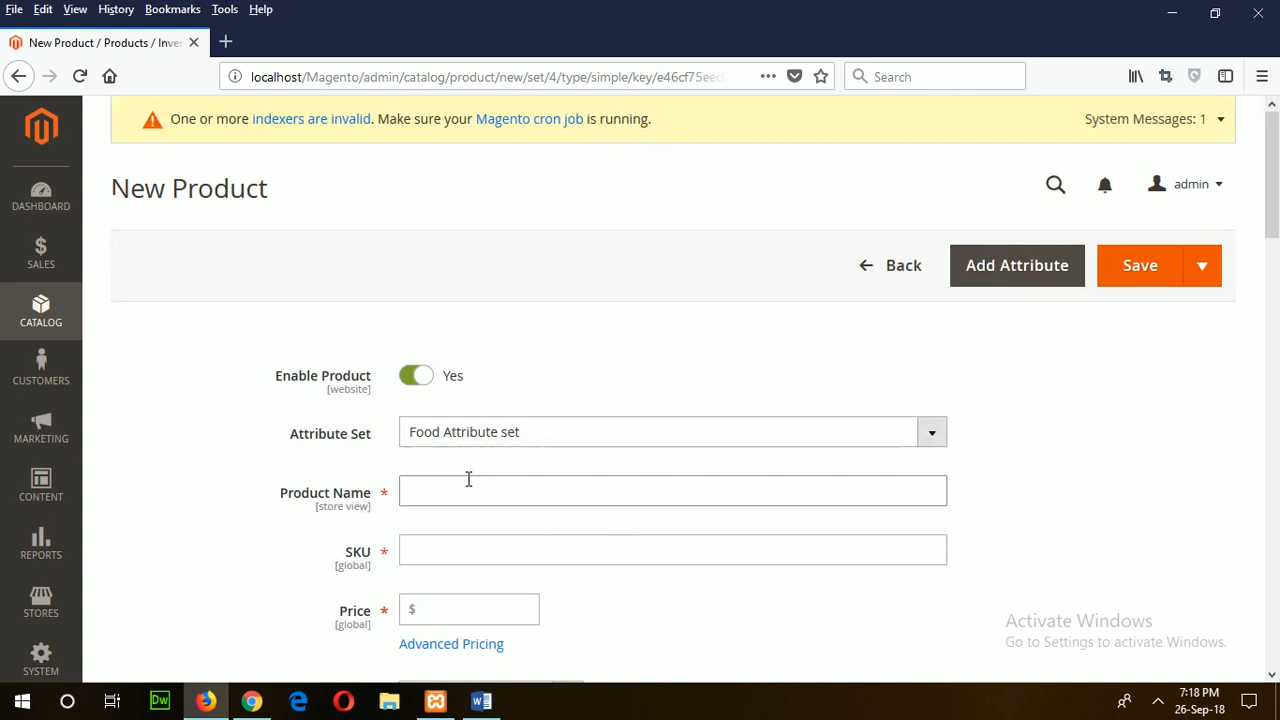 File Edit View History Bookmarks Tools Help
New Product / Products / Inver
localhost/Magento/admin/catalog/product/new/set/4/type/simple/key/e46cf75eec
Search
One or more indexers are invalid. Make sure your Magento cron job is running.
System Messages: 1
New Product
admin
Back
Add Attribute
Save
DASHBOARD
SALES
CATALOG
CUSTOMERS
MARKETING
CONTENT
REPORTS
STORES
SYSTEM
Enable Product
[website]
Yes
Attribute Set
Food Attribute set
Product Name *
[store view]
SKU *
[global]
Price *
[global]
$
Advanced Pricing
Activate Windows
Go to Settings to activate Windows.
Dw
7:18 PM
26-Sep-18